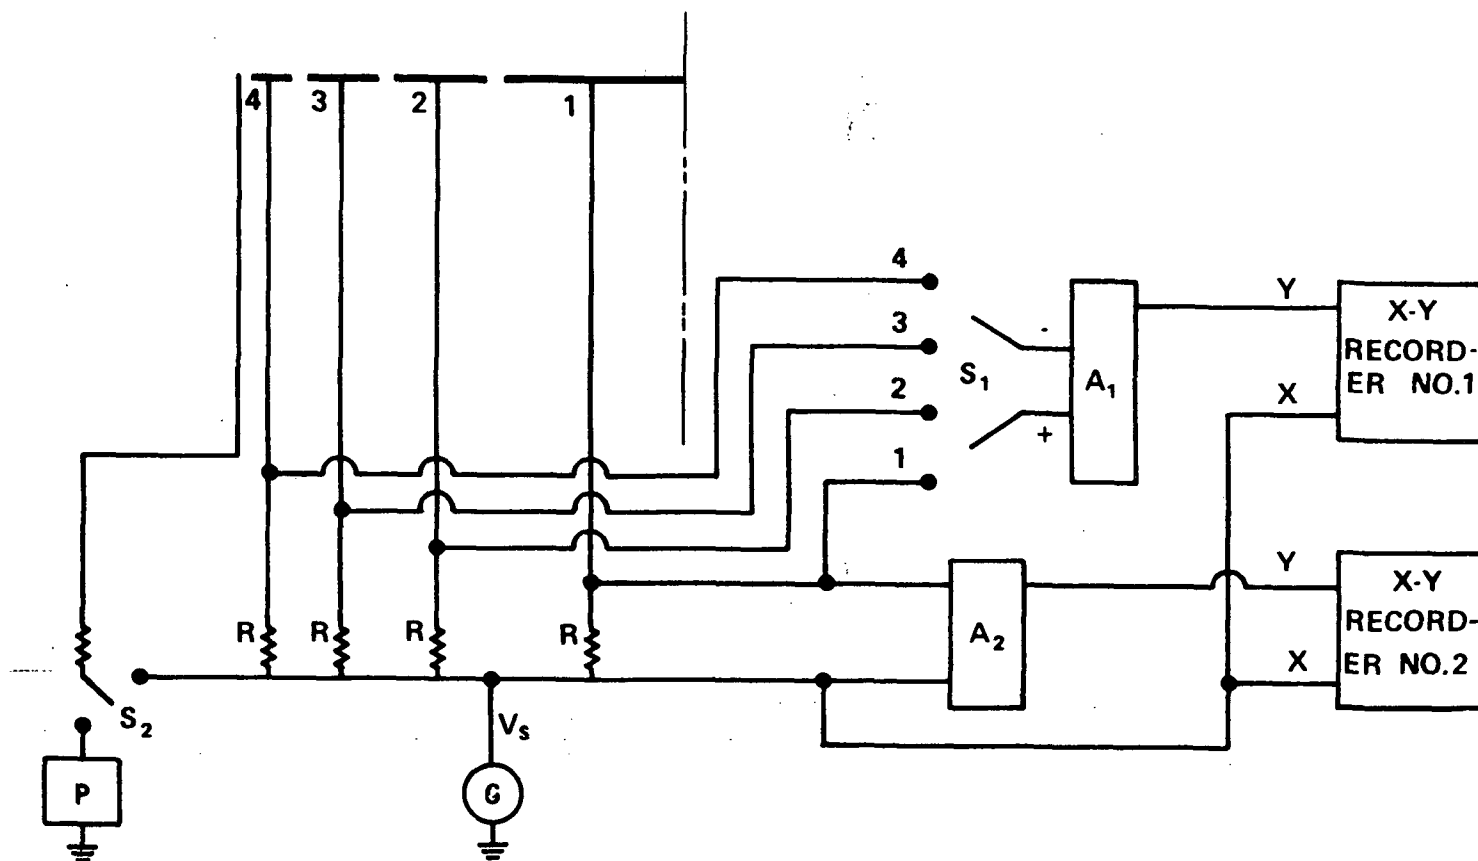 4 3 2 1
4
3
2
1
S1
-
+
A1
Y
X
X-Y
RECORD-
ER NO.1
R R R R
A2
Y
X
X-Y
RECORD-
ER NO.2
S2
VS
P
G